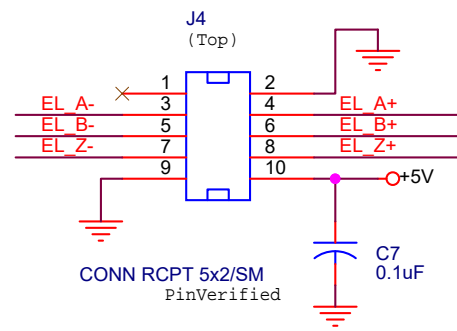 J4
(Top)
1 2
EL_A- 3 4 EL_A+
EL_B- 5 6 EL_B+
EL_Z- 7 8 EL_Z+
9 10 +5V
C7
0.1uF
CONN RCPT 5x2/SM
PinVerified